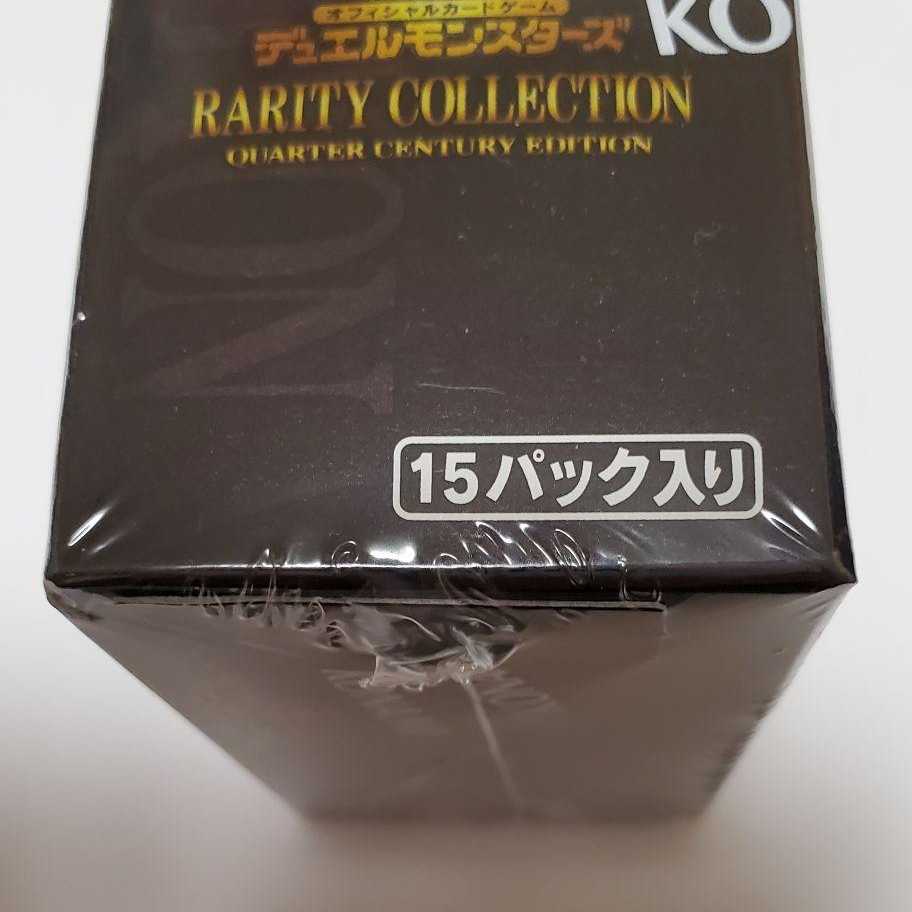 オフィシャルカードゲーム
デュエルモンスターズ
KO
RARITY COLLECTION
QUARTER CENTURY EDITION
ON
15パック入り